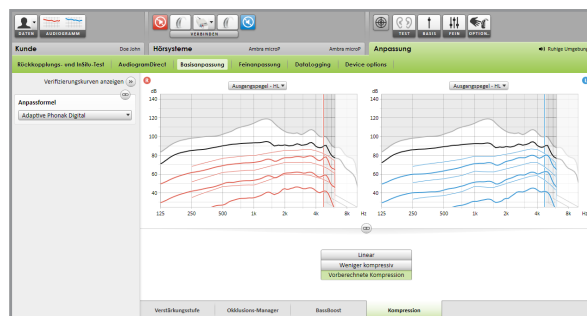 DATEN AUDIOGRAMM
VERBINDEN
TEST BASIS FEIN OPTION.
Kunde Doe John Hörsysteme Ambra microP Ambra microP Anpassung Ruhige Umgebung
Rückkopplungs- und InSitu-Test AudiogramDirect Basisanpassung Feinanpassung DataLogging Device options
Verifizierungskurven anzeigen
Anpassformel
Adaptive Phonak Digital
Ausgangspegel - HL Ausgangspegel - HL
dB dB
140 140
120 120
100 100
80 80
60 60
40 40
125 250 500 1k 2k 4k 8k Hz 125 250 500 1k 2k 4k 8k Hz
Linear
Weniger kompressiv
Vorberechnete Kompression
Verstärkungsstufe Okklusions-Manager BassBoost Kompression